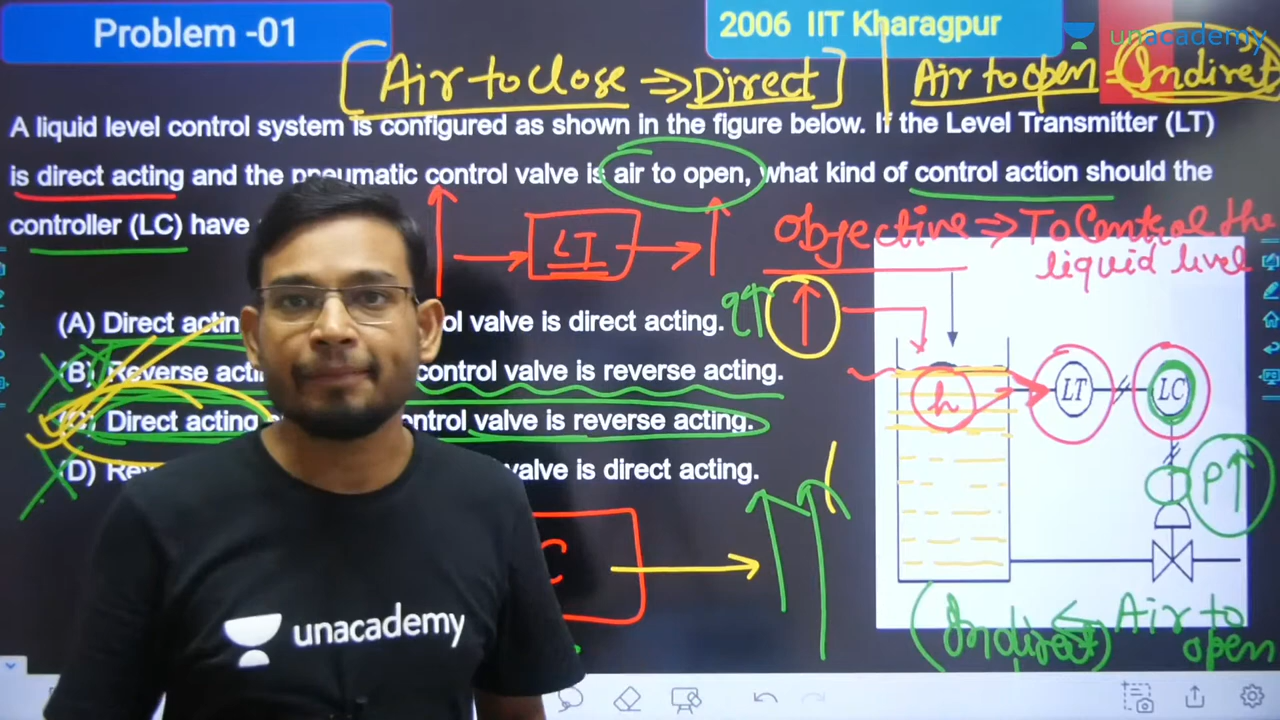 Problem -01
2006 IIT Kharagpur
unacademy
[Air to close ⇒ Direct] | Air to open = Indirect
A liquid level control system is configured as shown in the figure below. If the Level Transmitter (LT)
is direct acting and the pneumatic control valve is air to open, what kind of control action should the
controller (LC) have
LT
Objective ⇒ To Control the
liquid level
(A) Direct actin ol valve is direct acting.
(B) Reverse acti control valve is reverse acting.
(C) Direct acting ontrol valve is reverse acting.
(D) Rev valve is direct acting.
h
LT
LC
P↑
C
(Indirect) ⇐ Air to
open
unacademy